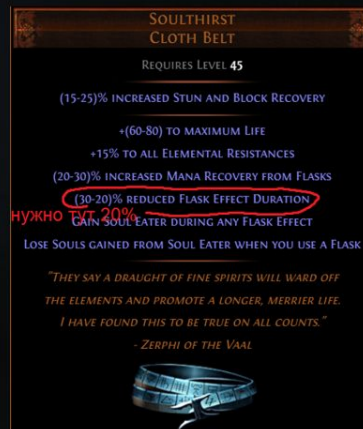 SOULTHIRST
CLOTH BELT
REQUIRES LEVEL 45
(15-25)% INCREASED STUN AND BLOCK RECOVERY
+(60-80) TO MAXIMUM LIFE
+15% TO ALL ELEMENTAL RESISTANCES
(20-30)% INCREASED MANA RECOVERY FROM FLASKS
(30-20)% REDUCED FLASK EFFECT DURATION
нужно тут 20%
GAIN SOUL EATER DURING ANY FLASK EFFECT
LOSE SOULS GAINED FROM SOUL EATER WHEN YOU USE A FLASK
"THEY SAY A DRAUGHT OF FINE SPIRITS WILL WARD OFF
THE ELEMENTS AND PROMOTE A LONGER, MERRIER LIFE.
I HAVE FOUND THIS TO BE TRUE ON ALL COUNTS."
- ZERPHI OF THE VAAL